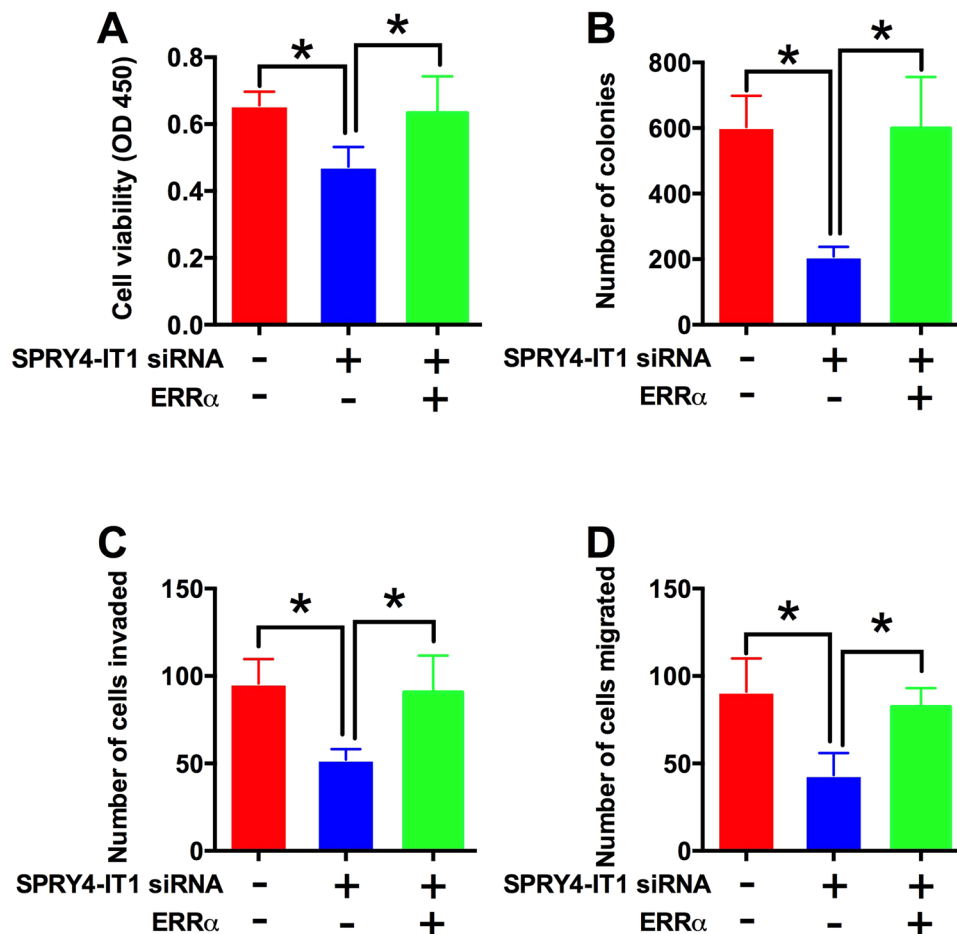 A
Cell viability (OD 450)
0.8
0.6
0.4
0.2
0.0
* *
SPRY4-IT1 siRNA - + +
ERRα - - +
B
Number of colonies
800
600
400
200
0
* *
SPRY4-IT1 siRNA - + +
ERRα - - +
C
Number of cells invaded
150
100
50
0
* *
SPRY4-IT1 siRNA - + +
ERRα - - +
D
Number of cells migrated
150
100
50
0
* *
SPRY4-IT1 siRNA - + +
ERRα - - +